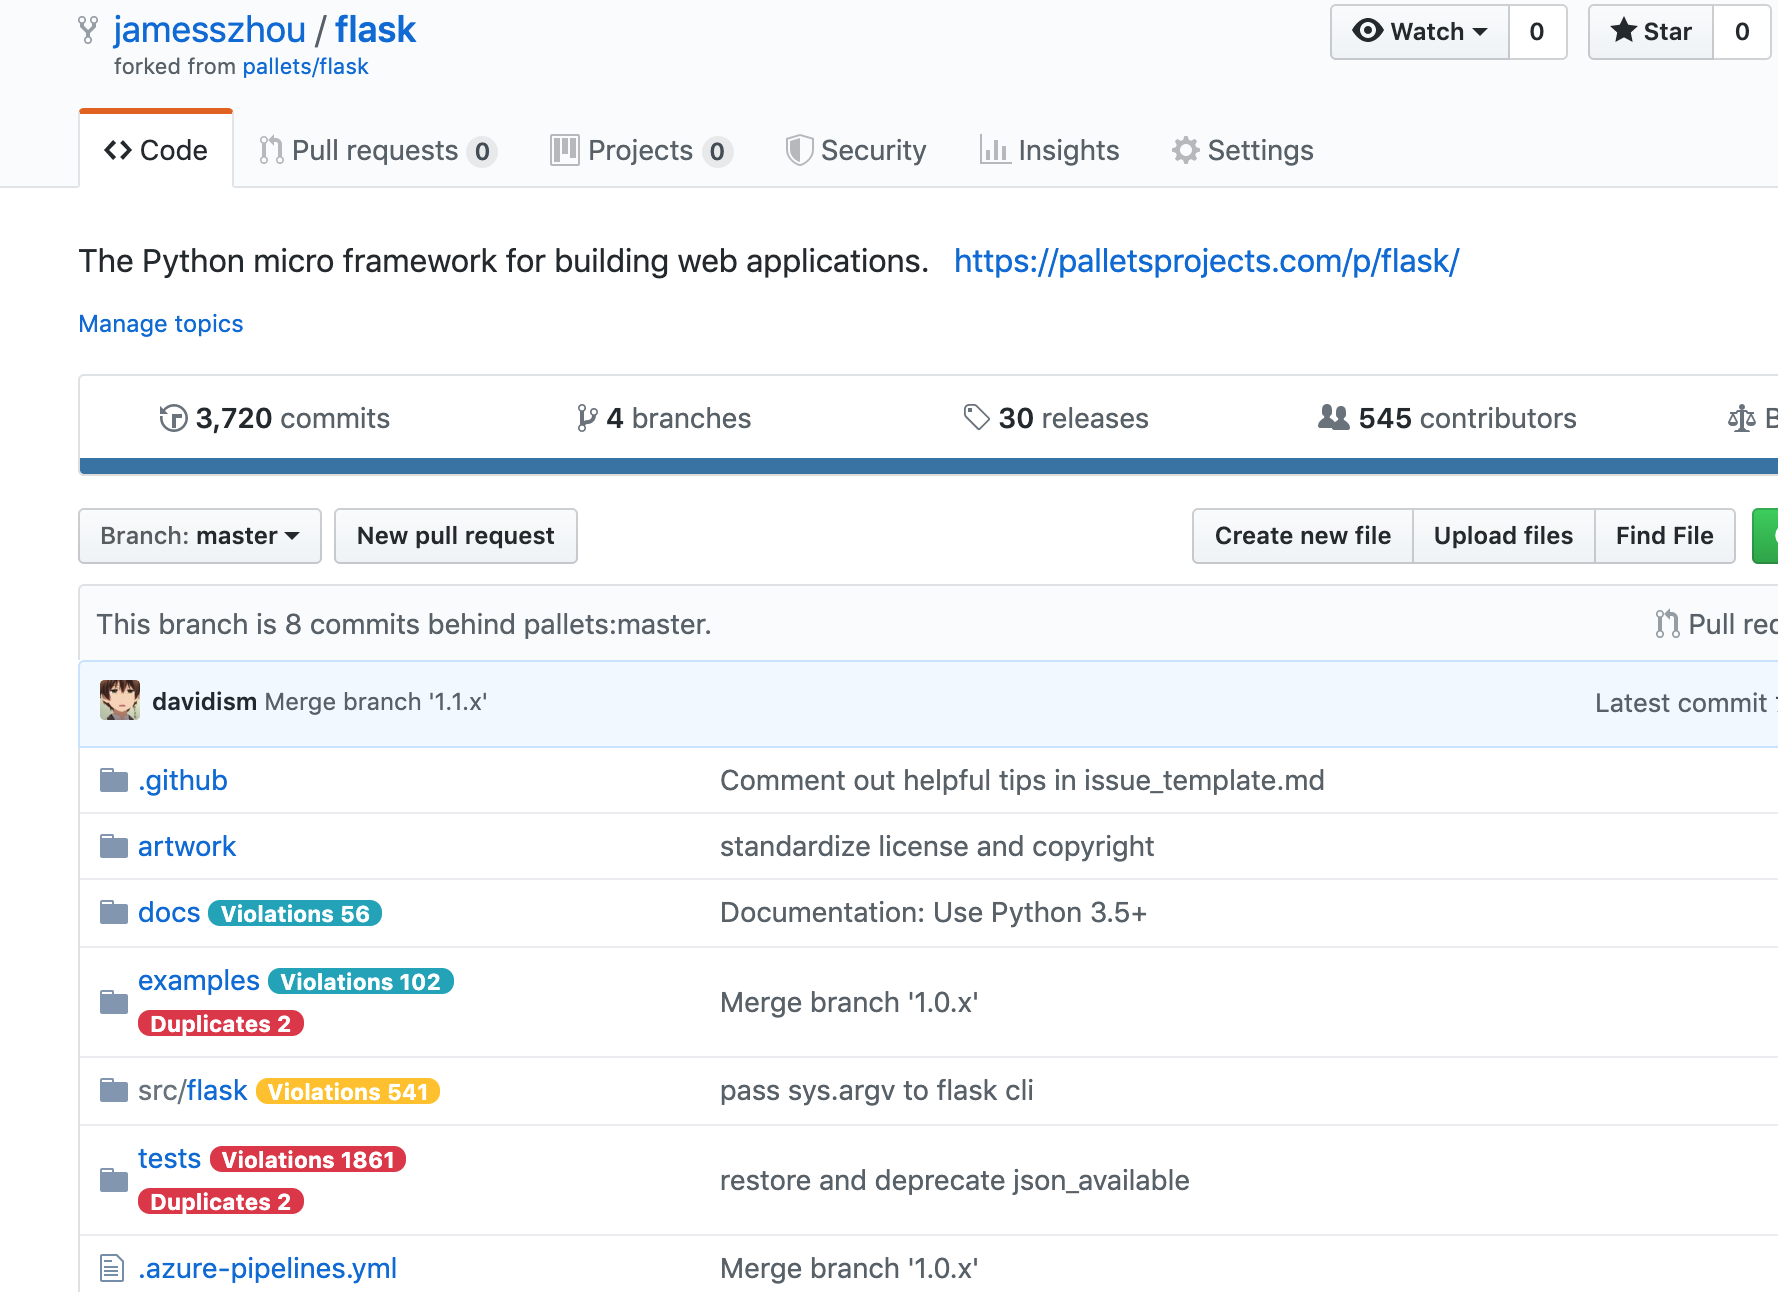 jamesszhou / flask
Watch 0
Star 0
forked from pallets/flask
Code
Pull requests 0
Projects 0
Security
Insights
Settings
The Python micro framework for building web applications. https://palletsprojects.com/p/flask/
Manage topics
3,720 commits
4 branches
30 releases
545 contributors
Branch: master
New pull request
Create new file
Upload files
Find File
This branch is 8 commits behind pallets:master.
Pull
davidism Merge branch '1.1.x'
Latest commit
.github
Comment out helpful tips in issue_template.md
artwork
standardize license and copyright
docs Violations 56
Documentation: Use Python 3.5+
examples Violations 102
Duplicates 2
Merge branch '1.0.x'
src/flask Violations 541
pass sys.argv to flask cli
tests Violations 1861
Duplicates 2
restore and deprecate json_available
.azure-pipelines.yml
Merge branch '1.0.x'